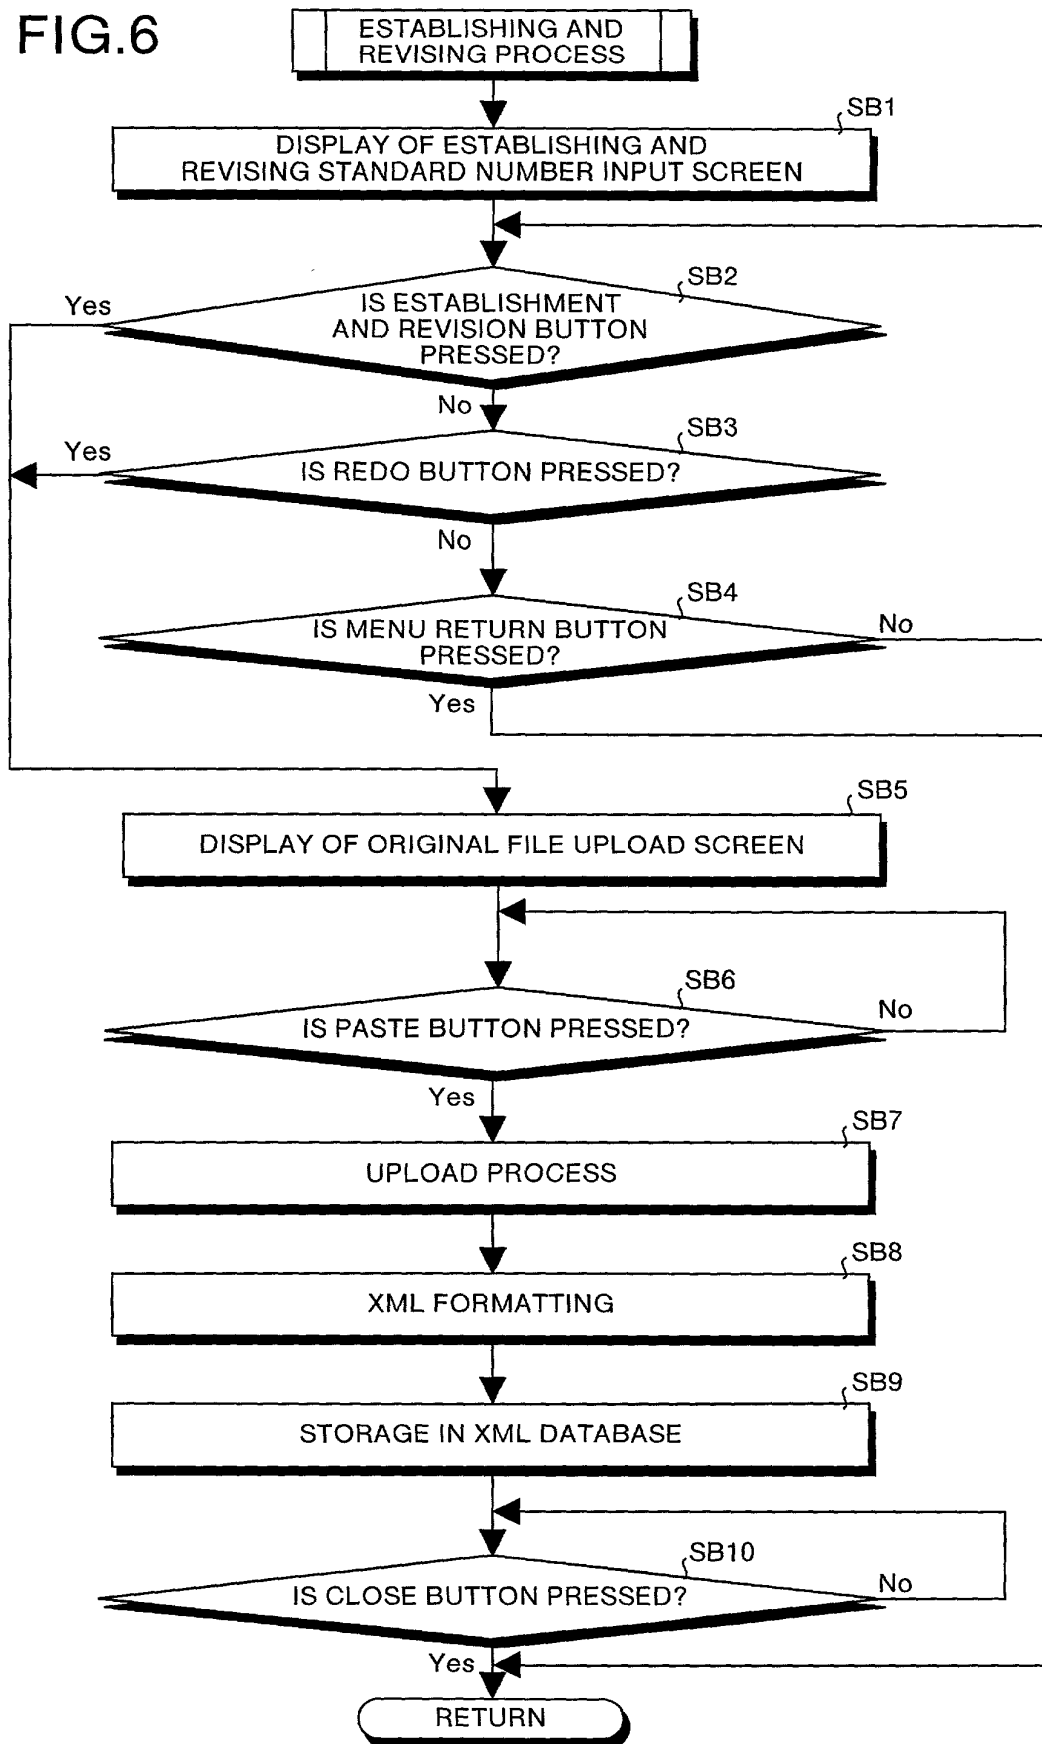 FIG.6
ESTABLISHING AND
REVISING PROCESS
SB1
DISPLAY OF ESTABLISHING AND
REVISING STANDARD NUMBER INPUT SCREEN
SB2
Yes
IS ESTABLISHMENT
AND REVISION BUTTON
PRESSED?
No
SB3
Yes
IS REDO BUTTON PRESSED?
No
SB4
IS MENU RETURN BUTTON
PRESSED?
No
Yes
SB5
DISPLAY OF ORIGINAL FILE UPLOAD SCREEN
SB6
IS PASTE BUTTON PRESSED?
No
Yes
SB7
UPLOAD PROCESS
SB8
XML FORMATTING
SB9
STORAGE IN XML DATABASE
SB10
IS CLOSE BUTTON PRESSED?
No
Yes
RETURN